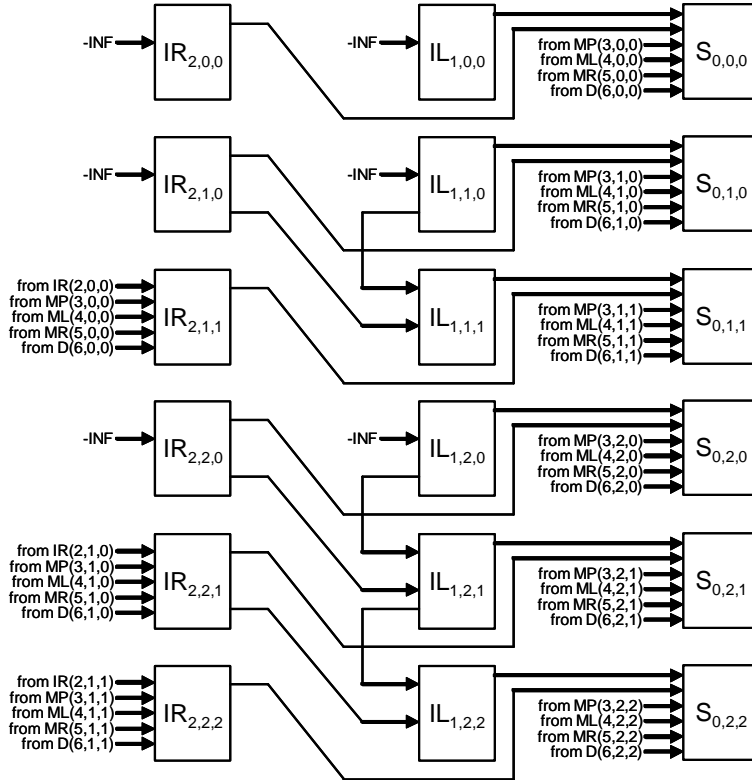 -INF
IR2,0,0
-INF
IL1,0,0
from MP(3,0,0)
from ML(4,0,0)
from MR(5,0,0)
from D(6,0,0)
S0,0,0
-INF
IR2,1,0
-INF
IL1,1,0
from MP(3,1,0)
from ML(4,1,0)
from MR(5,1,0)
from D(6,1,0)
S0,1,0
from IR(2,0,0)
from MP(3,0,0)
from ML(4,0,0)
from MR(5,0,0)
from D(6,0,0)
IR2,1,1
IL1,1,1
from MP(3,1,1)
from ML(4,1,1)
from MR(5,1,1)
from D(6,1,1)
S0,1,1
-INF
IR2,2,0
-INF
IL1,2,0
from MP(3,2,0)
from ML(4,2,0)
from MR(5,2,0)
from D(6,2,0)
S0,2,0
from IR(2,1,0)
from MP(3,1,0)
from ML(4,1,0)
from MR(5,1,0)
from D(6,1,0)
IR2,2,1
IL1,2,1
from MP(3,2,1)
from ML(4,2,1)
from MR(5,2,1)
from D(6,2,1)
S0,2,1
from IR(2,1,1)
from MP(3,1,1)
from ML(4,1,1)
from MR(5,1,1)
from D(6,1,1)
IR2,2,2
IL1,2,2
from MP(3,2,2)
from ML(4,2,2)
from MR(5,2,2)
from D(6,2,2)
S0,2,2